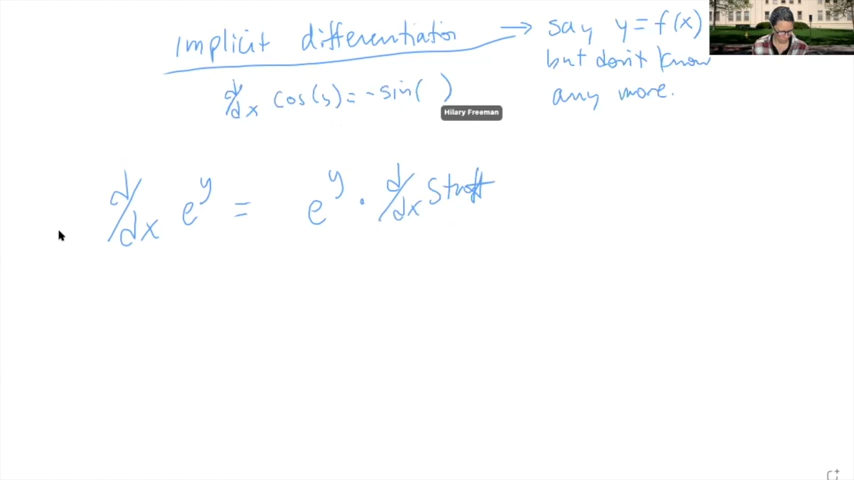 implicit differentiation → say y = f(x)
but don't know
any more.
d/dx cos(y) = -sin( )
Hilary Freeman
d/dx e^y = e^y · d/dx stuff